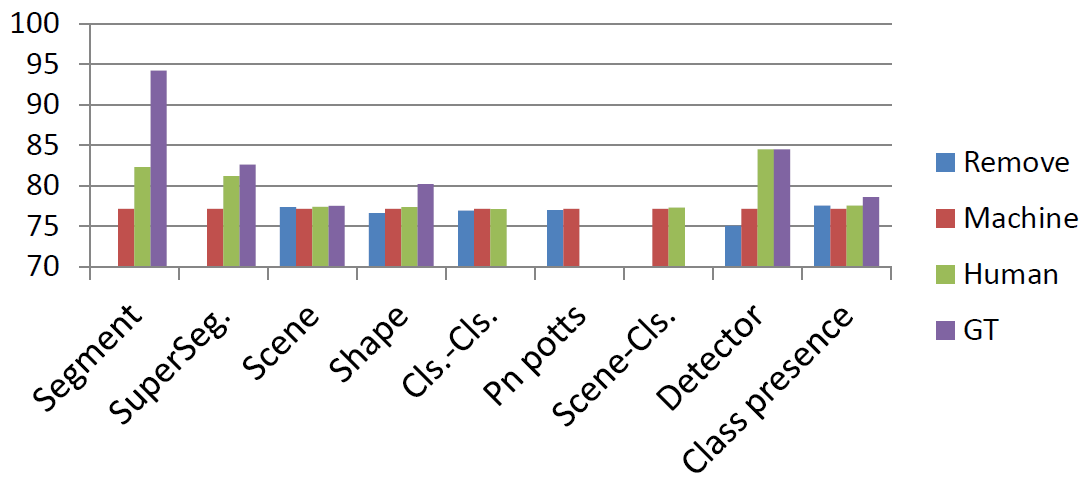 100
95
90
85
80
75
70
Segment
SuperSeg.
Scene
Shape
Cls.-Cls.
Pn potts
Scene-Cls.
Detector
Class presence
Remove
Machine
Human
GT